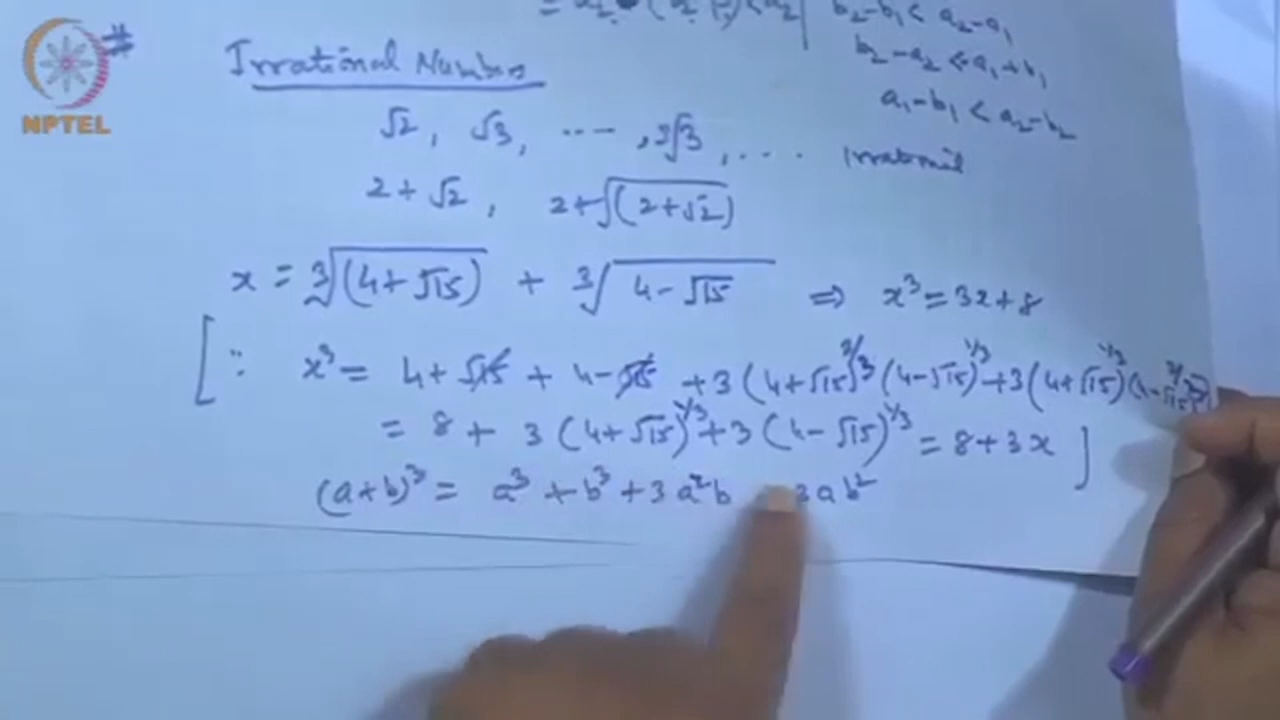 b₂-b₁ < a₂-a₁
b₂-a₂ < -a₁+b₁
a₁-b₁ < a₂-b₂
NPTEL
# Irrational Numbers
√2, √3, ---, ³√3, ... Irrational
2+√2, 2+√(2+√2)
x = ³√(4+√15) + ³√4-√15 ⇒ x³=3x+8
[∵ x³ = 4+√15 + 4-√15 +3(4+√15)^2/3 (4-√15)^1/3 +3(4+√15)^1/3 (4-√15)^2/3
= 8 + 3(4+√15)^1/3 +3(4-√15)^1/3 = 8+3x ]
(a+b)³ = a³+b³+3a²b 3ab²